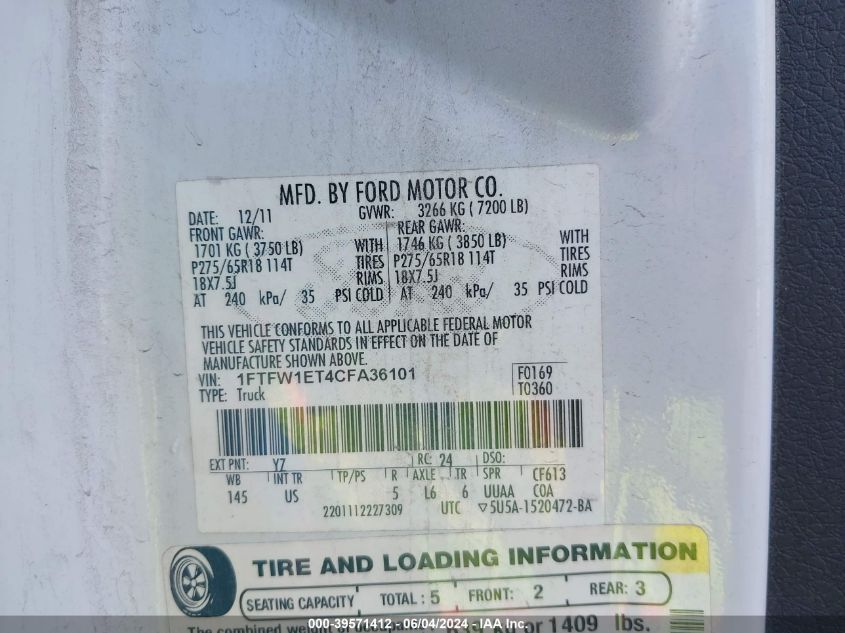 MFD. BY FORD MOTOR CO.
DATE: 12/11 GVWR: 3266 KG ( 7200 LB)
FRONT GAWR: REAR GAWR:
1701 KG ( 3750 LB) WITH 1746 KG ( 3850 LB) WITH
P275/65R18 114T TIRES P275/65R18 114T TIRES
18X7.5J RIMS 18X7.5J RIMS
AT 240 kPa/ 35 PSI COLD AT 240 kPa/ 35 PSI COLD
THIS VEHICLE CONFORMS TO ALL APPLICABLE FEDERAL MOTOR
VEHICLE SAFETY STANDARDS IN EFFECT ON THE DATE OF
MANUFACTURE SHOWN ABOVE.
VIN: 1FTFW1ET4CFA36101 F0169
TYPE: Truck T0360
EXT PNT: YZ RC: 24 DSO:
WB INT TR TP/PS R AXLE TR SPR CF613
145 US 5 L6 6 UUAA COA
2201112227309 UTC ▽5U5A-1520472-BA
TIRE AND LOADING INFORMATION
SEATING CAPACITY TOTAL: 5 FRONT: 2 REAR: 3
The combined weight of or 1409 lbs.
000-39571412 - 06/04/2024 - IAA Inc.